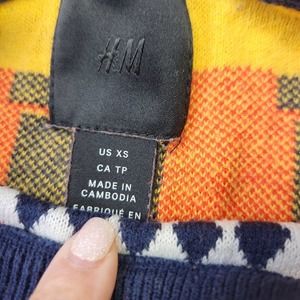 H&M
US XS
CA TP
MADE IN
CAMBODIA
FABRIQUÉ EN